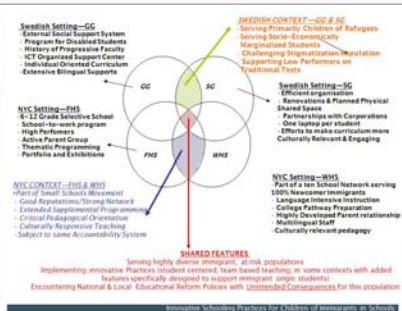 Swedish Setting—GG
-External Social Support System
- Program for Disabled Students
- History of Progressive Faculty
- ICT Organized Support Center
- Individual Oriented Curriculum
- Extensive Bilingual Supports
SWEDISH CONTEXT —GG & SG
- Serving Primarily Children of Refugees
- Serving Socio-Economically
Marginalized Students
- Challenging Stigmatization Reputation
- Supporting Low Performers on
Traditional Tests
GG
SG
FHS
WHS
Swedish Setting—SG
- Efficient organisation
- Renovations & Planned Physical
Shared Space
- Partnerships with Corporations
- One laptop per student
- Efforts to make curriculum more
Culturally Relevant & Engaging
NYC Setting—FHS
-6-12 Grade Selective School
- School-to-work program
- High Perfomers
- Active Parent Group
- Thematic Programming
- Portfolio and Exhibitions
NYC CONTEXT—FHS & WHS
•Part of Small Schools Movement
- Good Reputations/Strong Network
- Extended Supplemental Programming
- Critical Pedagogical Orientation
- Culturally Responsive Teaching
- Subject to same Accountability System
NYC Setting—WHS
-Part of a ten School Network serving
100% Newcomer Immigrants
- Language Intensive Instruction
- College Pathway Preparation
- Highly Developed Parent relationship
- Multilingual Staff
- Culturally relevant pedagogy
SHARED FEATURES
Serving highly diverse immigrant, at-risk populations
Implementing innovative Practices (student centered, team based teaching; in some contexts with added
features specifically designed to support immigrant origin students)
Encountering National & Local Educational Reform Policies with Unintended Consequences for this population
Innovative Schooling Practices for Children of Immigrants in Schools